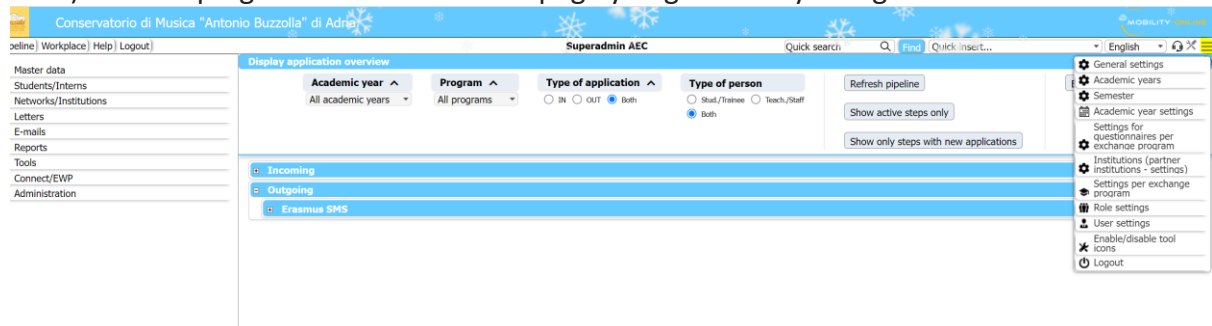 Conservatorio di Musica "Antonio Buzzolla" di Adria
MOBILITY-ONLINE
peline) Workplace) Help) Logout)
Superadmin AEC
Quick search
Find
Quick Insert...
English
Master data
Students/Interns
Networks/Institutions
Letters
E-mails
Reports
Tools
Connect/EWP
Administration
Display application overview
Academic year
All academic years
Program
All programs
Type of application
IN OUT Both
Type of person
Stud./Trainee Teach./Staff
Both
Refresh pipeline
Show active steps only
Show only steps with new applications
Incoming
Outgoing
Erasmus SMS
General settings
Academic years
Semester
Academic year settings
Settings for
questionnaires per
exchange program
Institutions (partner
institutions - settings)
Settings per exchange
program
Role settings
User settings
Enable/disable tool
icons
Logout